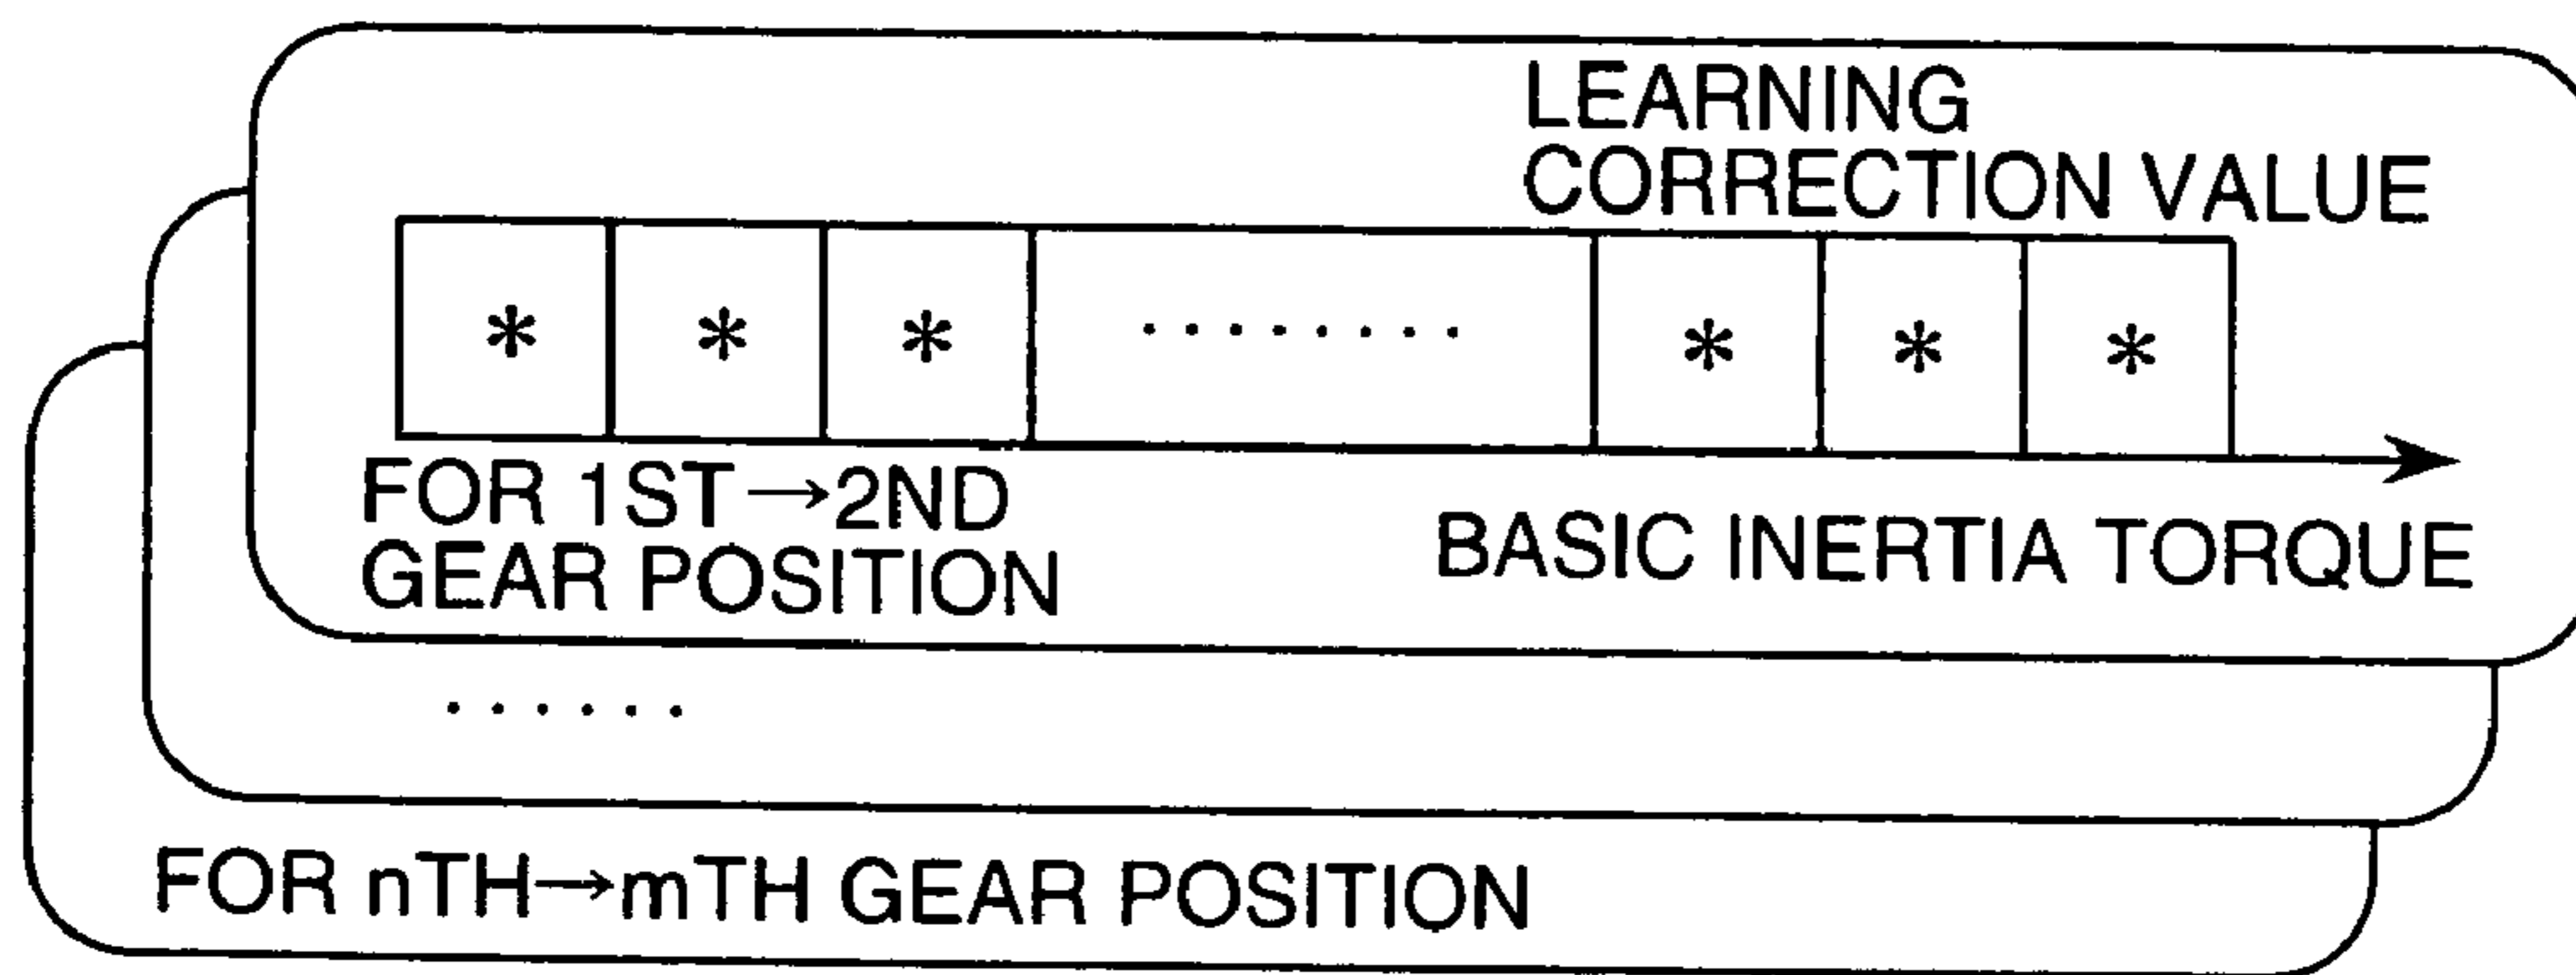 LEARNING
CORRECTION VALUE
* * * ········ * * *
FOR 1ST→2ND
GEAR POSITION
BASIC INERTIA TORQUE
······
FOR nTH→mTH GEAR POSITION